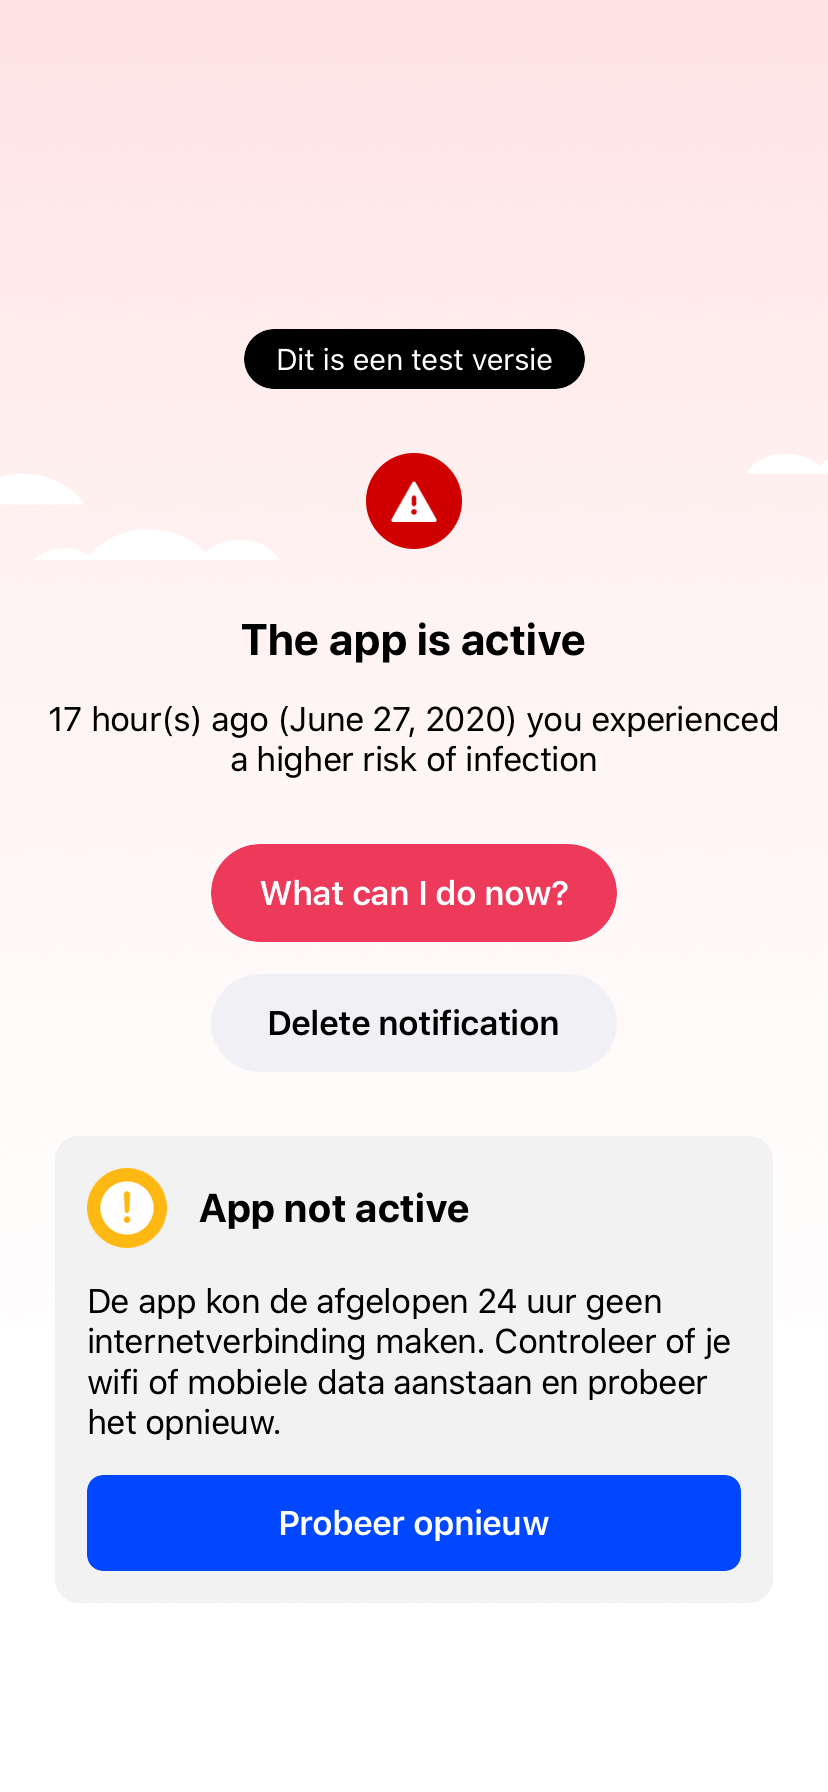 Dit is een test versie
The app is active
17 hour(s) ago (June 27, 2020) you experienced
a higher risk of infection
What can I do now?
Delete notification
App not active
De app kon de afgelopen 24 uur geen
internetverbinding maken. Controleer of je
wifi of mobiele data aanstaan en probeer
het opnieuw.
Probeer opnieuw